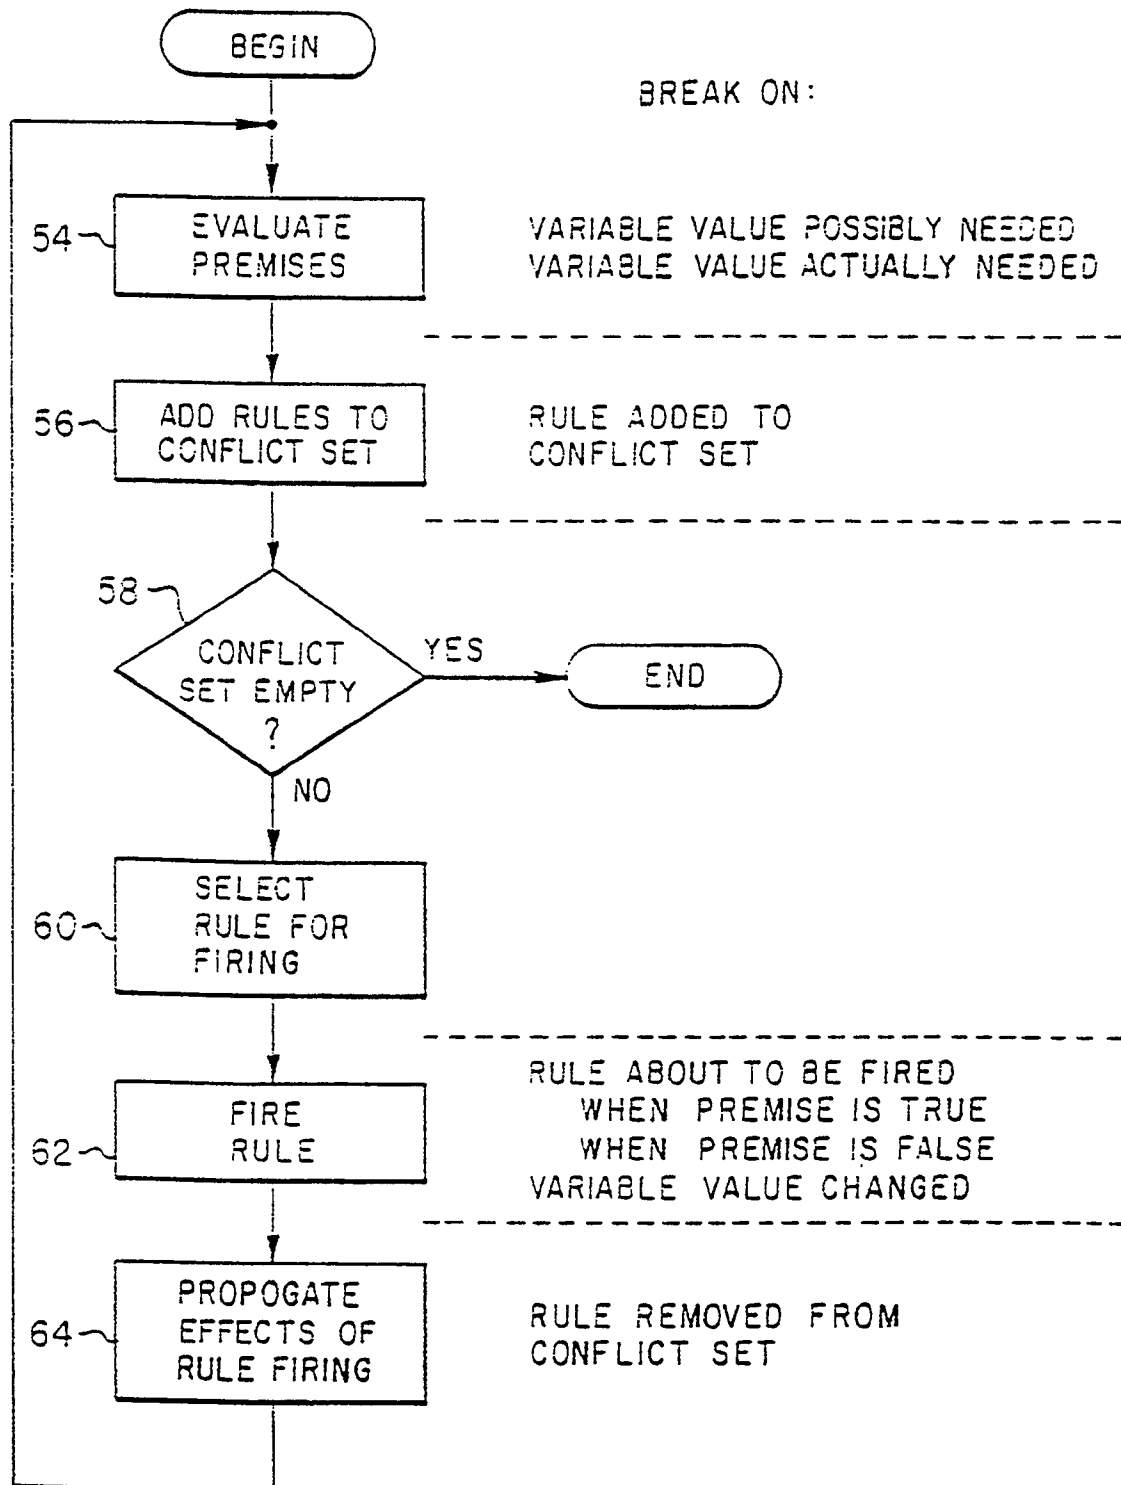 BEGIN
BREAK ON:
54
EVALUATE
PREMISES
VARIABLE VALUE POSSIBLY NEEDED
VARIABLE VALUE ACTUALLY NEEDED
56
ADD RULES TO
CONFLICT SET
RULE ADDED TO
CONFLICT SET
58
CONFLICT
SET EMPTY
?
YES
END
NO
60
SELECT
RULE FOR
FIRING
62
FIRE
RULE
RULE ABOUT TO BE FIRED
WHEN PREMISE IS TRUE
WHEN PREMISE IS FALSE
VARIABLE VALUE CHANGED
64
PROPOGATE
EFFECTS OF
RULE FIRING
RULE REMOVED FROM
CONFLICT SET